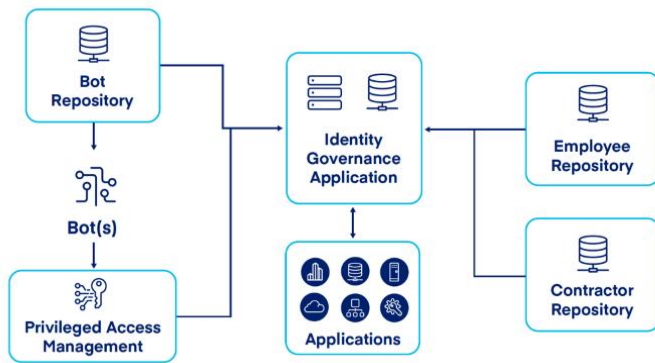 Bot
Repository
Bot(s)
Privileged Access
Management
Identity
Governance
Application
Applications
Employee
Repository
Contractor
Repository